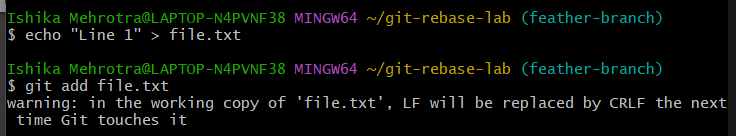 Ishika Mehrotra@LAPTOP-N4PVNF38 MINGW64 ~/git-rebase-lab (feather-branch)
$ echo "Line 1" > file.txt
Ishika Mehrotra@LAPTOP-N4PVNF38 MINGW64 ~/git-rebase-lab (feather-branch)
$ git add file.txt
warning: in the working copy of 'file.txt', LF will be replaced by CRLF the next
 time Git touches it